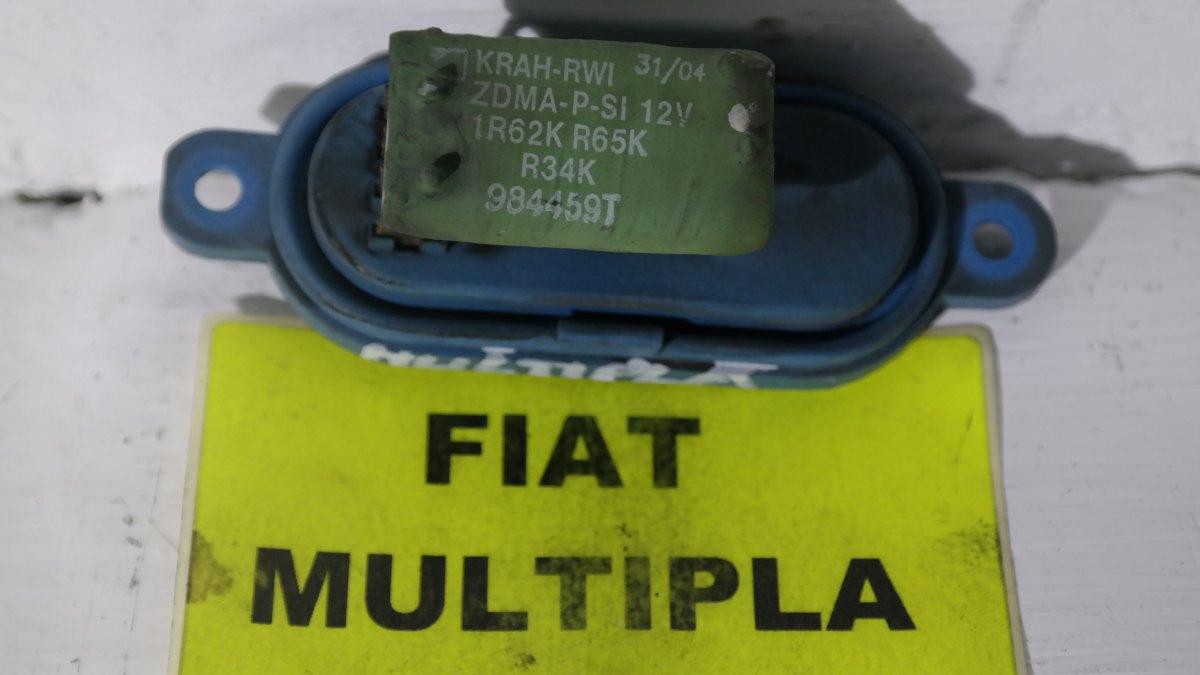 KRAH-RWI 31/04
ZDMA-P-SI 12V
1R62K R65K
R34K
984459T
FIAT
MULTIPLA